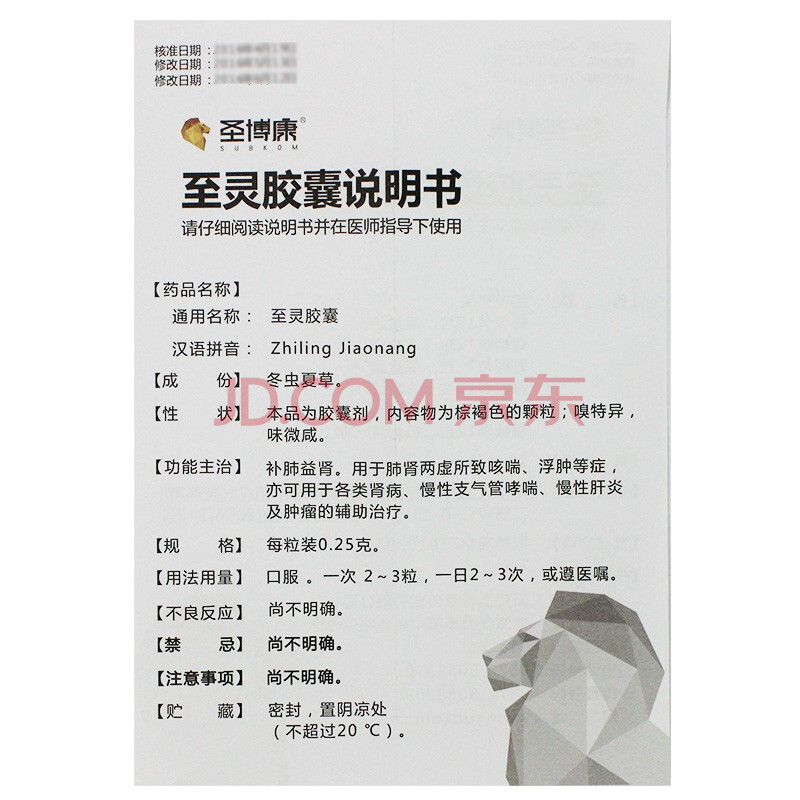 核准日期：
修改日期：
修改日期：
圣博康®
SUBKOM
至灵胶囊说明书
请仔细阅读说明书并在医师指导下使用
【药品名称】
通用名称： 至灵胶囊
汉语拼音： Zhiling Jiaonang
【成 份】 冬虫夏草。
JD.COM 京东
【性 状】 本品为胶囊剂，内容物为棕褐色的颗粒；嗅特异，
味微咸。
【功能主治】 补肺益肾。用于肺肾两虚所致咳喘、浮肿等症，
亦可用于各类肾病、慢性支气管哮喘、慢性肝炎
及肿瘤的辅助治疗。
【规 格】 每粒装0.25克。
【用法用量】 口服 。一次 2～3粒，一日2～3次，或遵医嘱。
【不良反应】 尚不明确。
【禁 忌】 尚不明确。
【注意事项】 尚不明确。
【贮 藏】 密封，置阴凉处
（不超过20 ℃）。